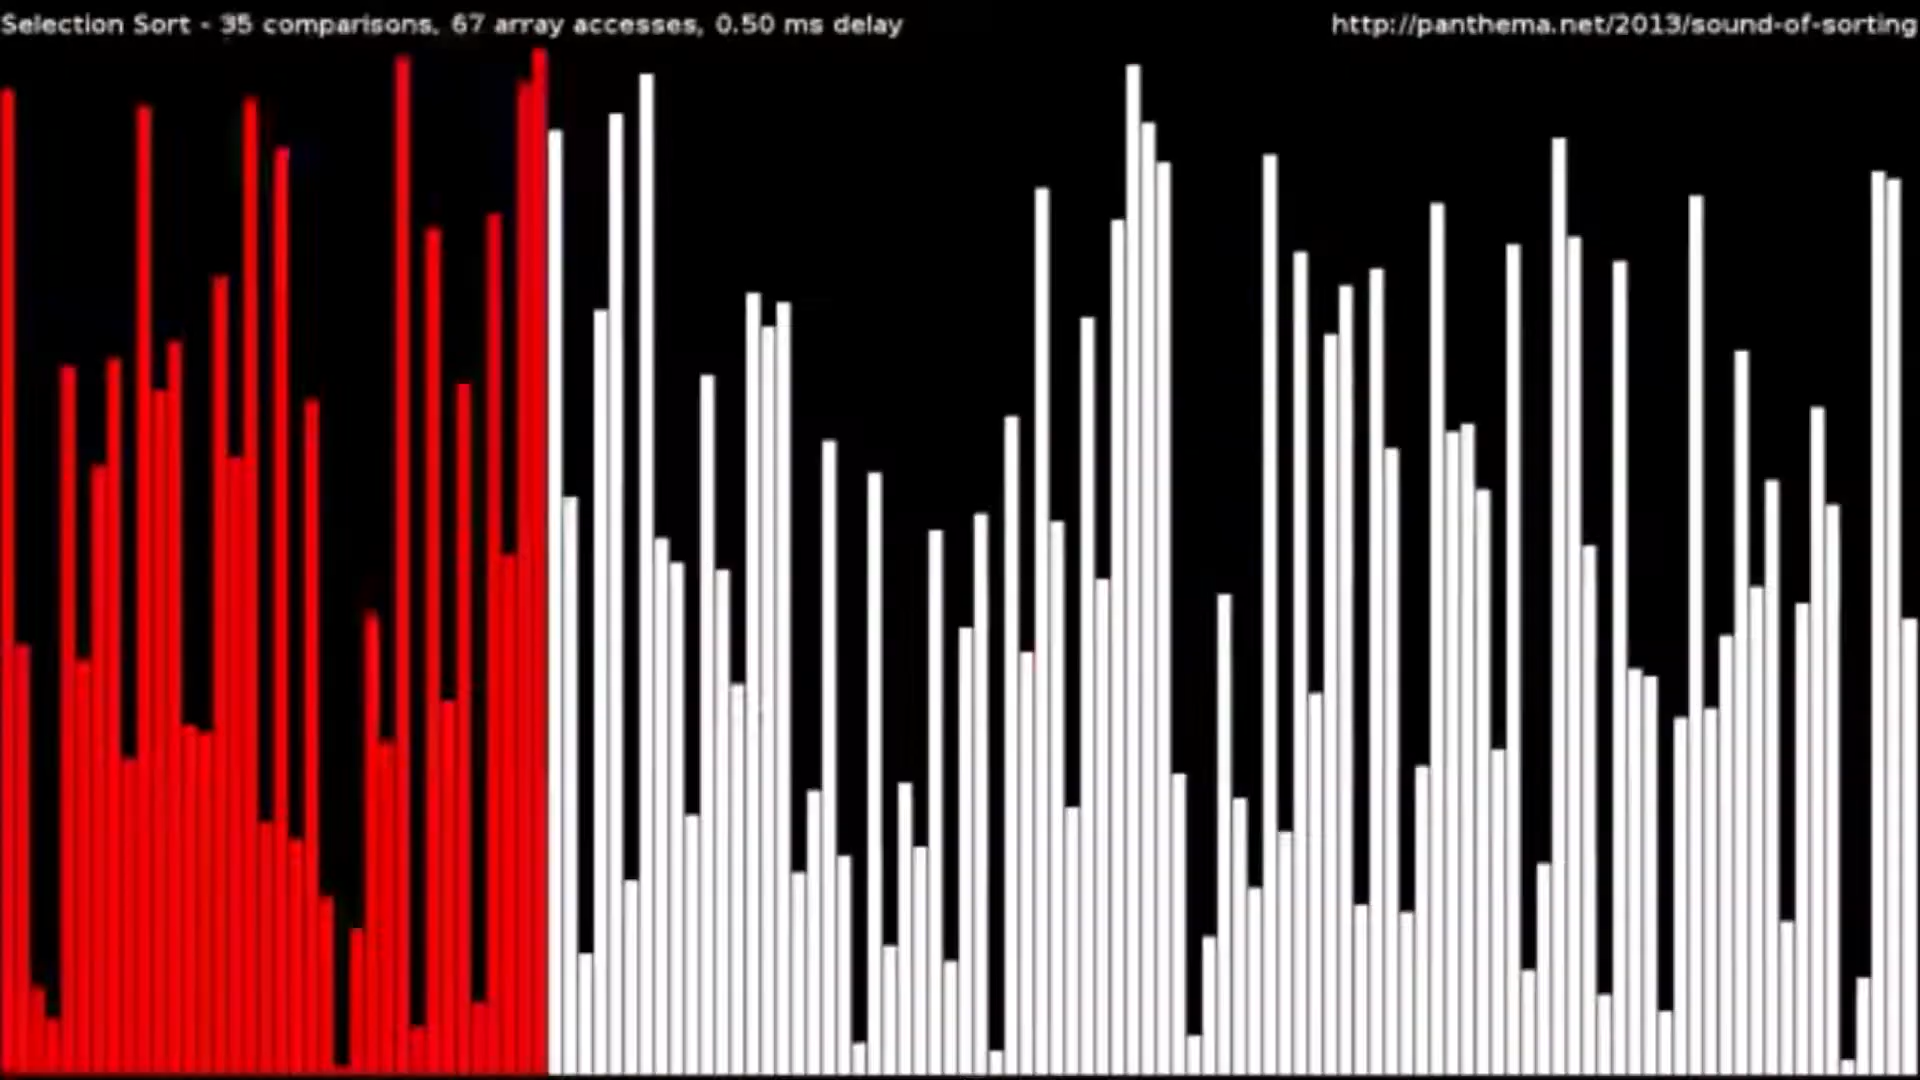 Selection Sort - 35 comparisons, 67 array accesses, 0.50 ms delay
http://panthema.net/2013/sound-of-sorting